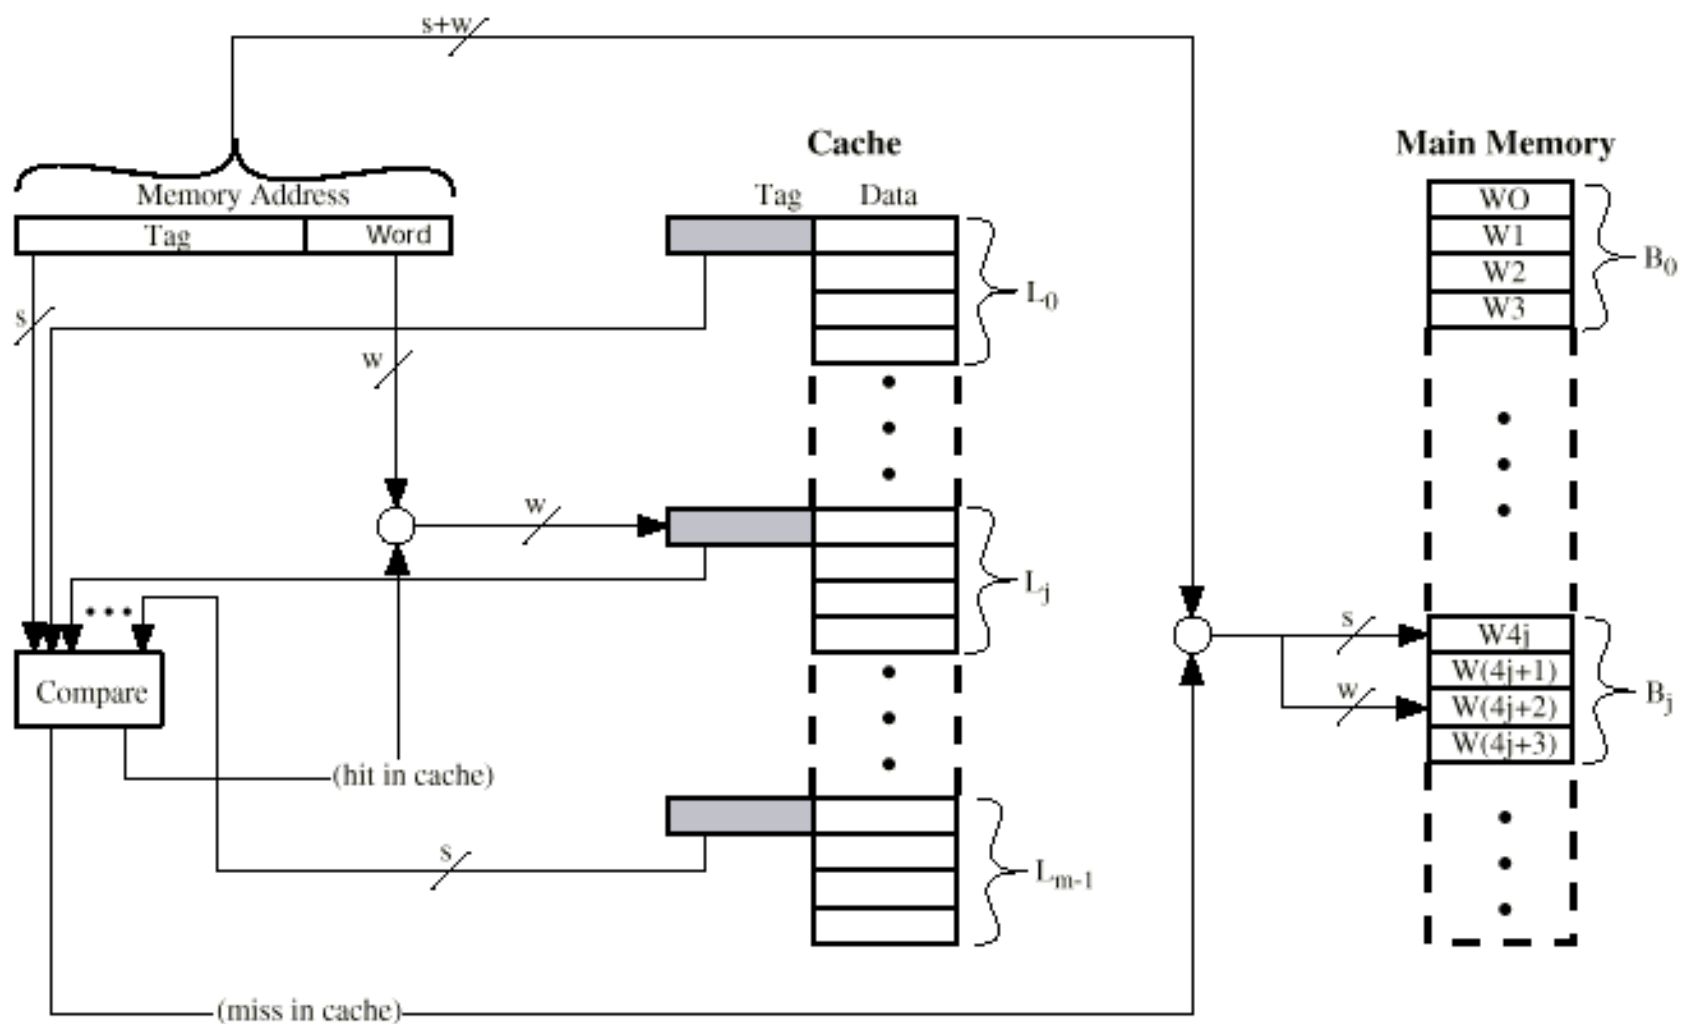 s+w
Cache
Main Memory
Memory Address
Tag Data
Tag Word
WO
W1
W2
W3
B0
L0
s
w
w
Lj
s
W4j
W(4j+1)
w
W(4j+2)
W(4j+3)
Bj
Compare
(hit in cache)
s
Lm-1
(miss in cache)